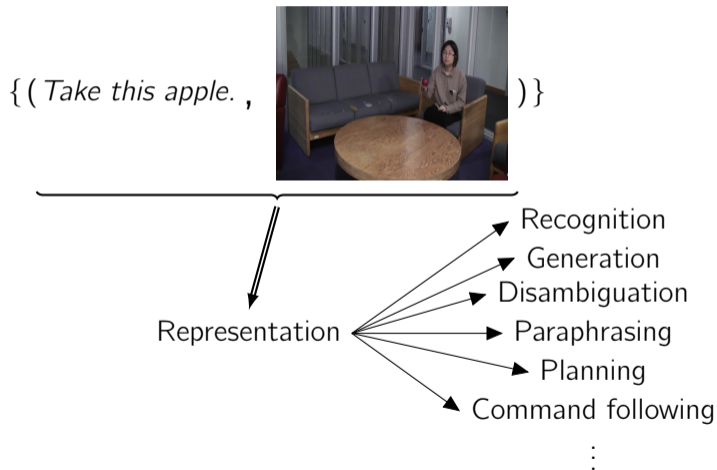 {( Take this apple. , )}
Recognition
Generation
Disambiguation
Representation
Paraphrasing
Planning
Command following
⋮